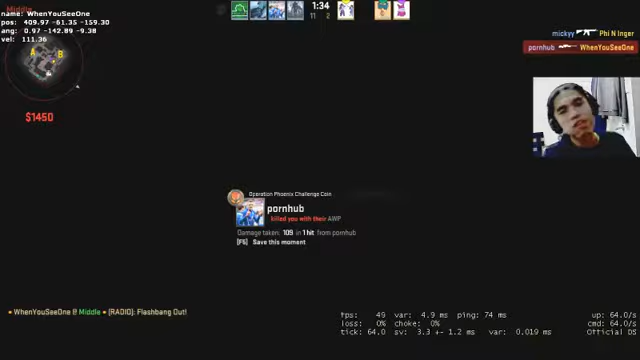 Middle
name: WhenYouSeeOne
pos: 409.97 -61.35 -159.30
ang: 0.97 -142.89 -9.38
vel: 111.36
A
B
$1450
1:34
11 2
mickyy Phi N Inger
pornhub WhenYouSeeOne
Operation Phoenix Challenge Coin
pornhub
killed you with their AWP
Damage taken: 109 in 1 hit from pornhub
[F5] Save this moment
WhenYouSeeOne @ Middle • (RADIO): Flashbang Out!
fps: 49 var: 4.9 ms ping: 74 ms
loss: 0% choke: 0%
tick: 64.0 sv: 3.3 +- 1.2 ms var: 0.019 ms
up: 64.0/s
cmd: 64.0/s
Official DS